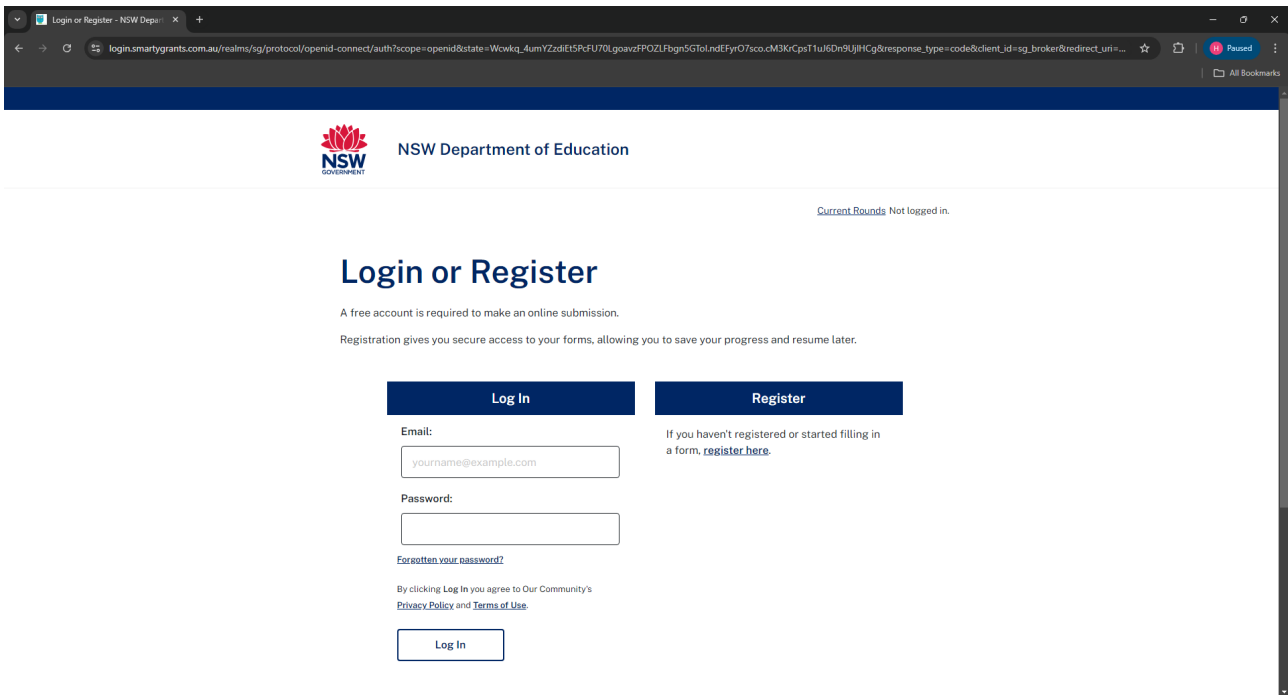 Login or Register - NSW Depart
login.smartygrants.com.au/realms/sg/protocol/openid-connect/auth?scope=openid&state=Wcwkq_4umYZzdiEt5PcFU70LgoavzFPOZLFbgn5GTol.ndEFyrO7sco.cM3KrCpsT1uJ6Dn9UjlHCg&response_type=code&client_id=sg_broker&redirect_uri=...
H Paused
All Bookmarks
NSW
GOVERNMENT
NSW Department of Education
Current Rounds Not logged in.
Login or Register
A free account is required to make an online submission.
Registration gives you secure access to your forms, allowing you to save your progress and resume later.
Log In
Email:
yourname@example.com
Password:
Forgotten your password?
By clicking Log In you agree to Our Community's
Privacy Policy and Terms of Use.
Log In
Register
If you haven't registered or started filling in
a form, register here.